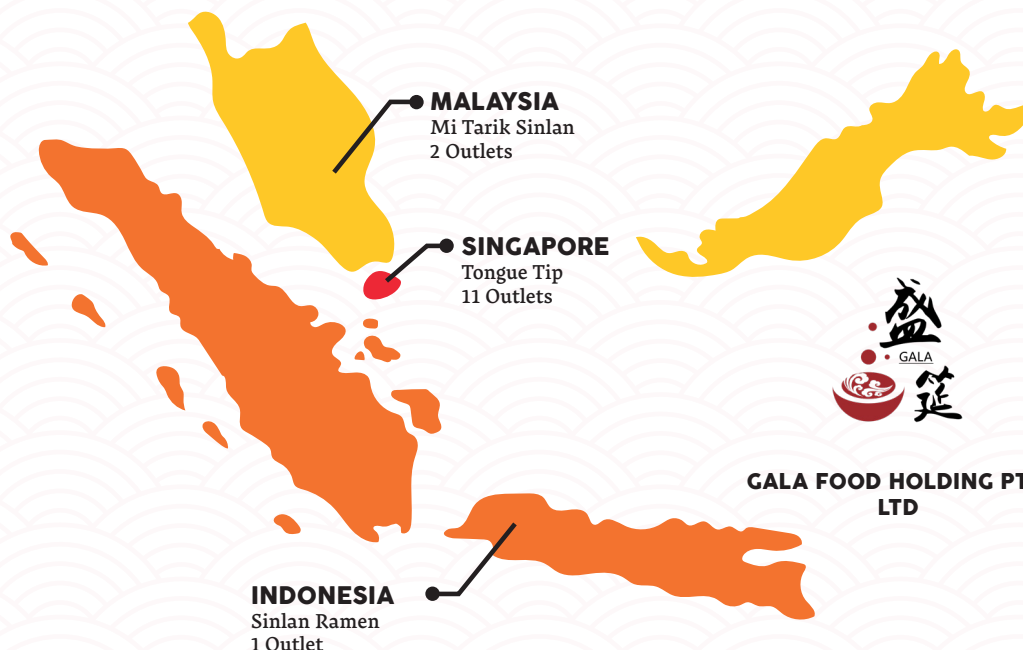 MALAYSIA
Mi Tarik Sinlan
2 Outlets
SINGAPORE
Tongue Tip
11 Outlets
盛
GALA
筵
GALA FOOD HOLDING PT
LTD
INDONESIA
Sinlan Ramen
1 Outlet